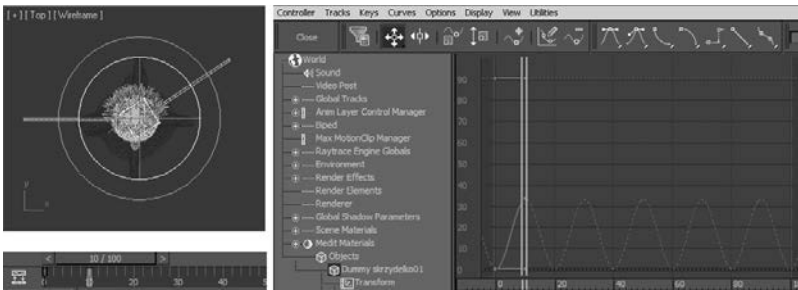 [+] [Top] [Wireframe]
y
x
< 10 / 100 >
0 10 20 30 40
Controller Tracks Keys Curves Options Display View Utilities
Close
World
Sound
Video Post
Global Tracks
Anim Layer Control Manager
Biped
Max MotionClip Manager
Raytrace Engine Globals
Environment
Render Effects
Render Elements
Renderer
Global Shadow Parameters
Scene Materials
Medit Materials
Objects
Dummy skrzydelko01
Transform
90
80
70
60
50
40
30
20
10
0
0 20 40 60 80